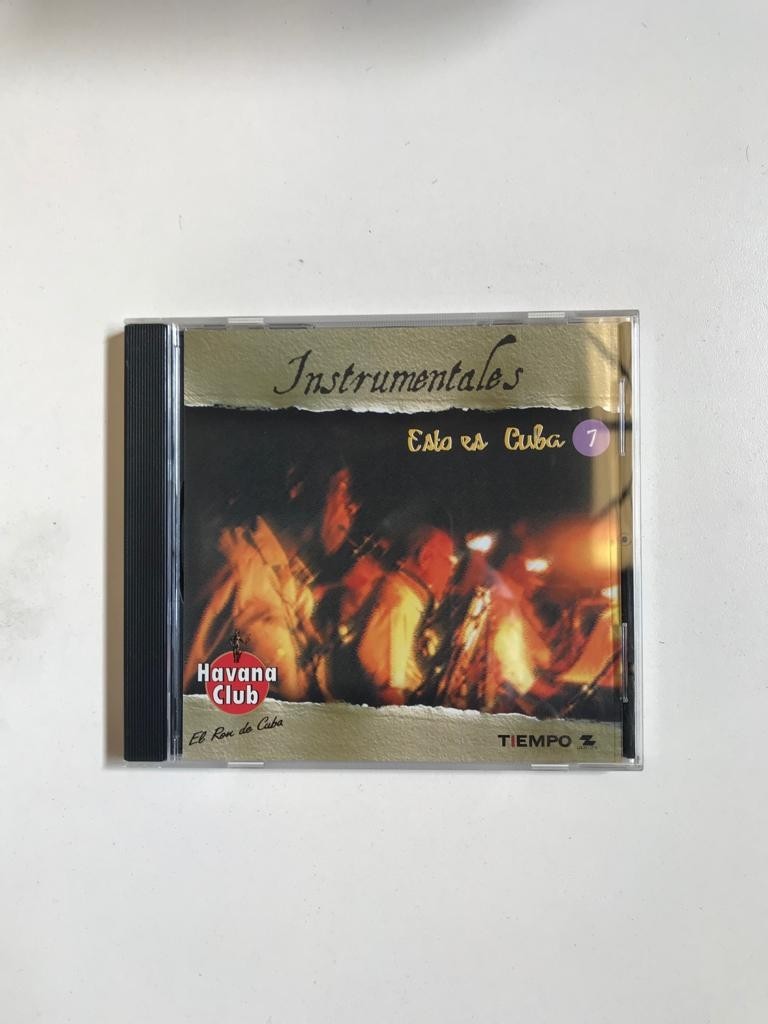 Instrumentales
Esto es Cuba 7
Havana
Club
El Ron de Cuba
TIEMPO